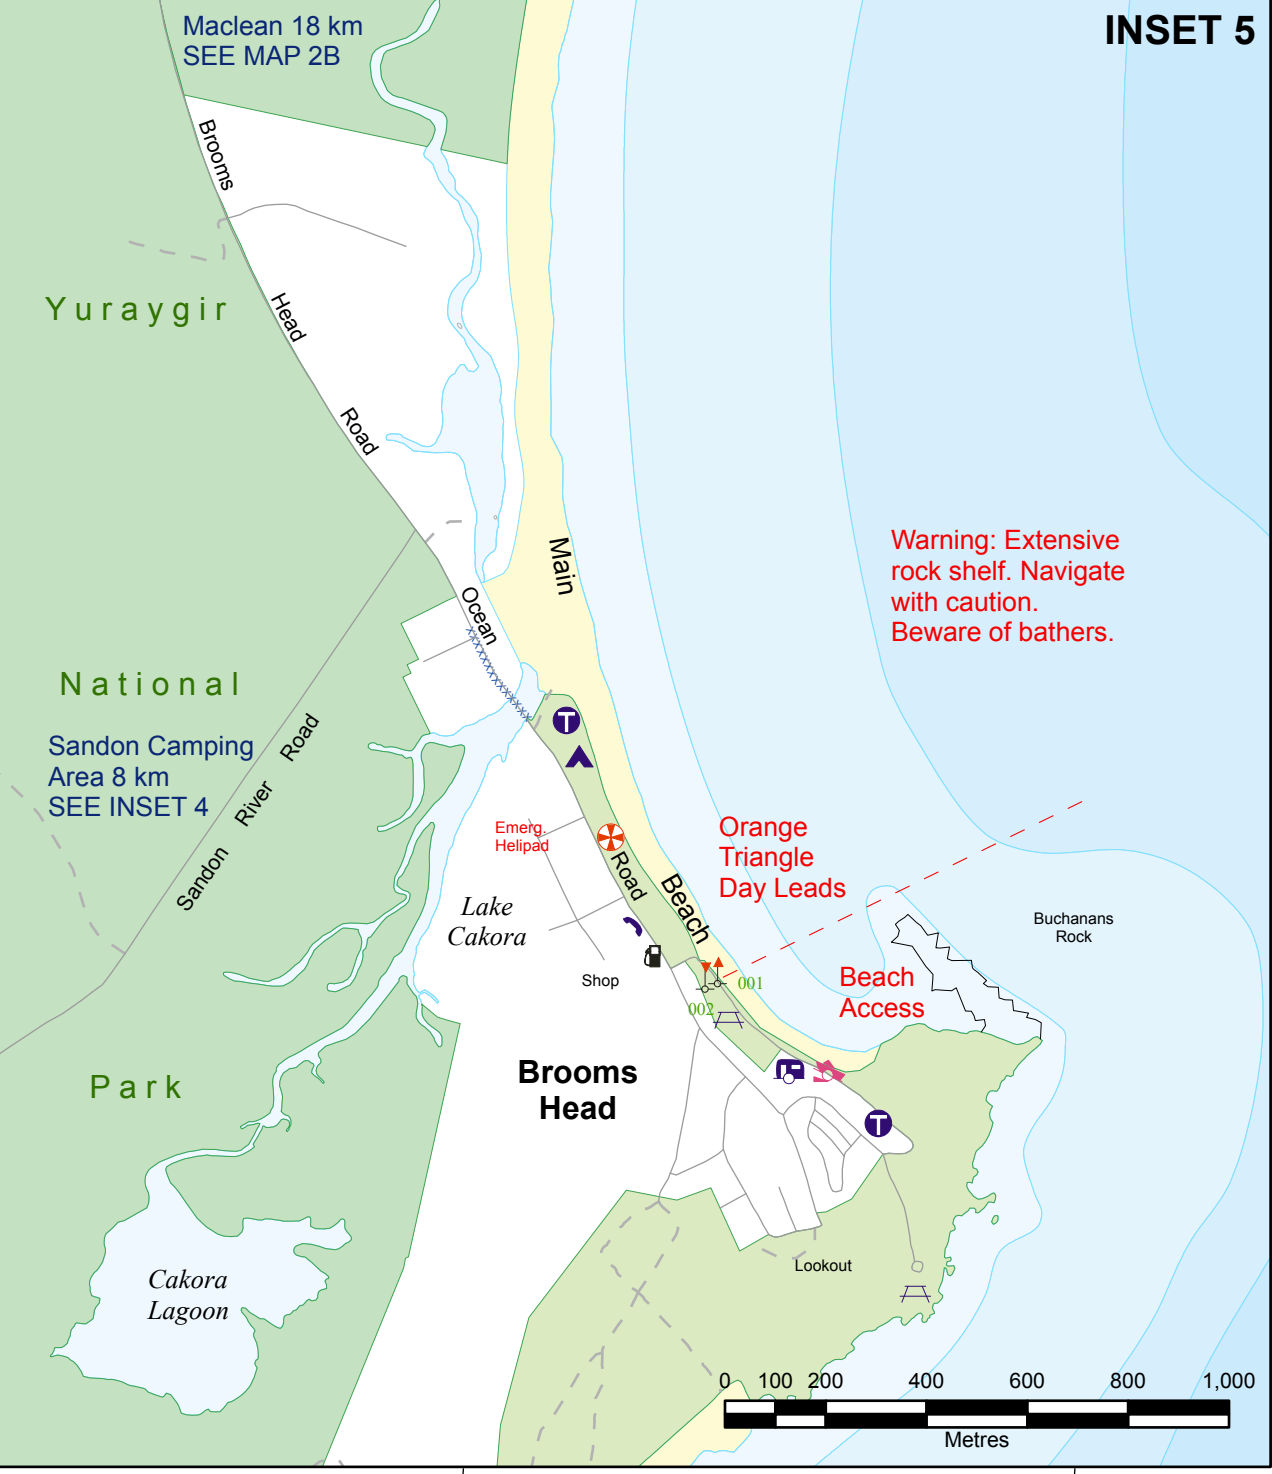 INSET 5
Maclean 18 km
SEE MAP 2B
Brooms
Head
Road
Yuraygir
Main
Warning: Extensive
rock shelf. Navigate
with caution.
Beware of bathers.
Ocean
xxxxxxxxxxxxxxx
National
Sandon Camping
Area 8 km
SEE INSET 4
Sandon
River
Road
T
Emerg.
Helipad
Road
Beach
Orange
Triangle
Day Leads
Lake
Cakora
Buchanans
Rock
Shop
001
002
Beach
Access
Brooms
Head
Park
T
Cakora
Lagoon
Lookout
0 100 200 400 600 800 1,000
Metres